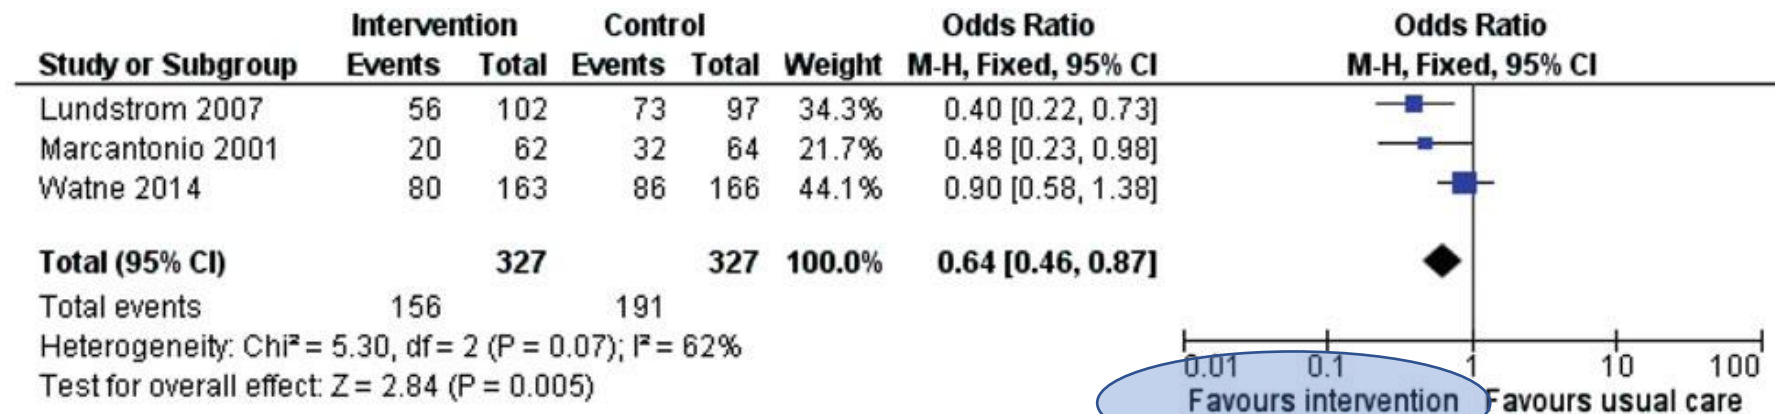 Intervention Control Odds Ratio Odds Ratio
Study or Subgroup Events Total Events Total Weight M-H, Fixed, 95% CI M-H, Fixed, 95% CI
Lundstrom 2007 56 102 73 97 34.3% 0.40 [0.22, 0.73]
Marcantonio 2001 20 62 32 64 21.7% 0.48 [0.23, 0.98]
Watne 2014 80 163 86 166 44.1% 0.90 [0.58, 1.38]
Total (95% CI) 327 327 100.0% 0.64 [0.46, 0.87]
Total events 156 191
Heterogeneity: Chi² = 5.30, df = 2 (P = 0.07); I² = 62%
Test for overall effect: Z = 2.84 (P = 0.005)
0.01 0.1 1 10 100
Favours intervention Favours usual care